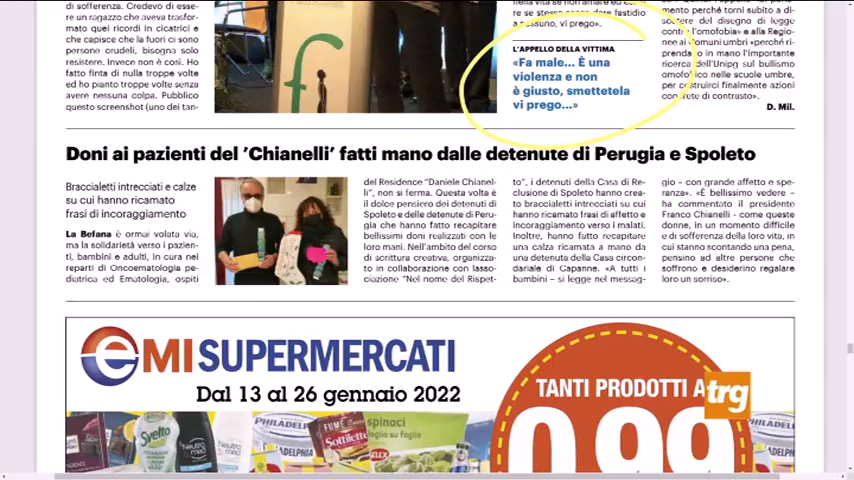 di sofferenza. Credevo di esse-
re un ragazzo che aveva trasfor-
mato quei ricordi in cicatrici e
che capisce che la fuori ci sono
persone crudeli, bisogna solo
resistere. Invece non è così. Ho
fatto finta di nulla troppe volte
ed ho pianto troppe volte senza
avere nessuna colpa. Pubblico
questo screenshot (uno dei tan-
f
nessuno, vi prego».
L'APPELLO DELLA VITTIMA
«Fa male... È una
violenza e non
è giusto, smettetela
vi prego...»
mento perché torni subito a di-
scutere del disegno di legge
contro l'omofobia» e alla Regio-
ne ai Comuni umbri «perché ri-
prendano in mano l'importante
ricerca dell'Unipg sul bullismo
omofobico nelle scuole umbre,
per costruirci finalmente azioni
concrete di contrasto».
D. Mil.
Doni ai pazienti del 'Chianelli' fatti mano dalle detenute di Perugia e Spoleto
Braccialetti intrecciati e calze
su cui hanno ricamato
frasi di incoraggiamento
La Befana è ormai volata via,
ma la solidarietà verso i pazien-
ti, bambini e adulti, in cura nei
reparti di Oncoematologia pe-
diatrica ed Ematologia, ospiti
del Residence "Daniele Chianel-
li", non si ferma. Questa volta è
il dolce pensiero dei detenuti di
Spoleto e delle detenute di Peru-
gia che hanno fatto recapitare
bellissimi doni realizzati con le
loro mani. Nell'ambito del corso
di scrittura creativa, organizza-
to in collaborazione con lasso-
ciazione "Nel nome del Rispet-
to", i detenuti della Casa di Re-
clusione di Spoleto hanno crea-
to braccialetti intrecciati su cui
hanno ricamato frasi di affetto e
incoraggiamento verso i malati.
Inoltre, hanno fatto recapitare
una calza ricamata a mano da
una detenuta della Casa circon-
dariale di Capanne. «A tutti i
bambini – si legge nel messag-
gio – con grande affetto e spe-
ranza». «È bellissimo vedere –
ha commentato il presidente
Franco Chianelli - come queste
donne, in un momento difficile
e di sofferenza della loro vita, in
cui stanno scontando una pena,
pensino ad altre persone che
soffrono e desiderino regalare
loro un sorriso».
eMI SUPERMERCATI
Dal 13 al 26 gennaio 2022
TANTI PRODOTTI A
trg
0,99
Svelto
Neutro
med
PHILADELPHIA
FUME
Sottilette
spinaci
foglia su foglia
PHILADELPHIA